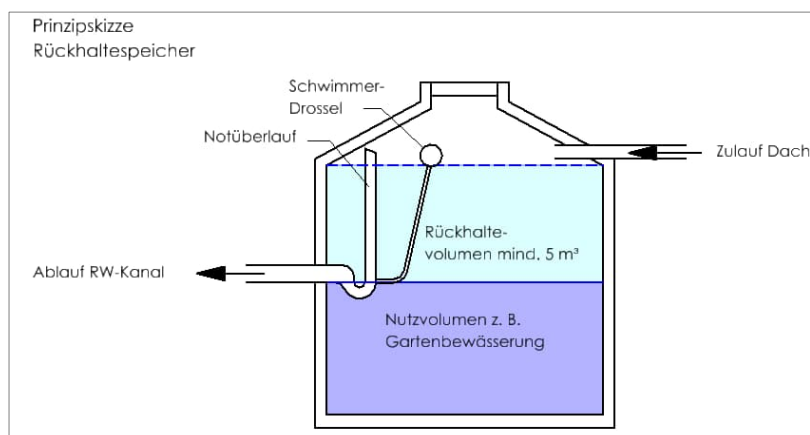 Prinzipskizze
Rückhaltespeicher
Schwimmer-
Drossel
Notüberlauf
Zulauf Dach
Rückhalte-
volumen mind. 5 m³
Ablauf RW-Kanal
Nutzvolumen z. B.
Gartenbewässerung